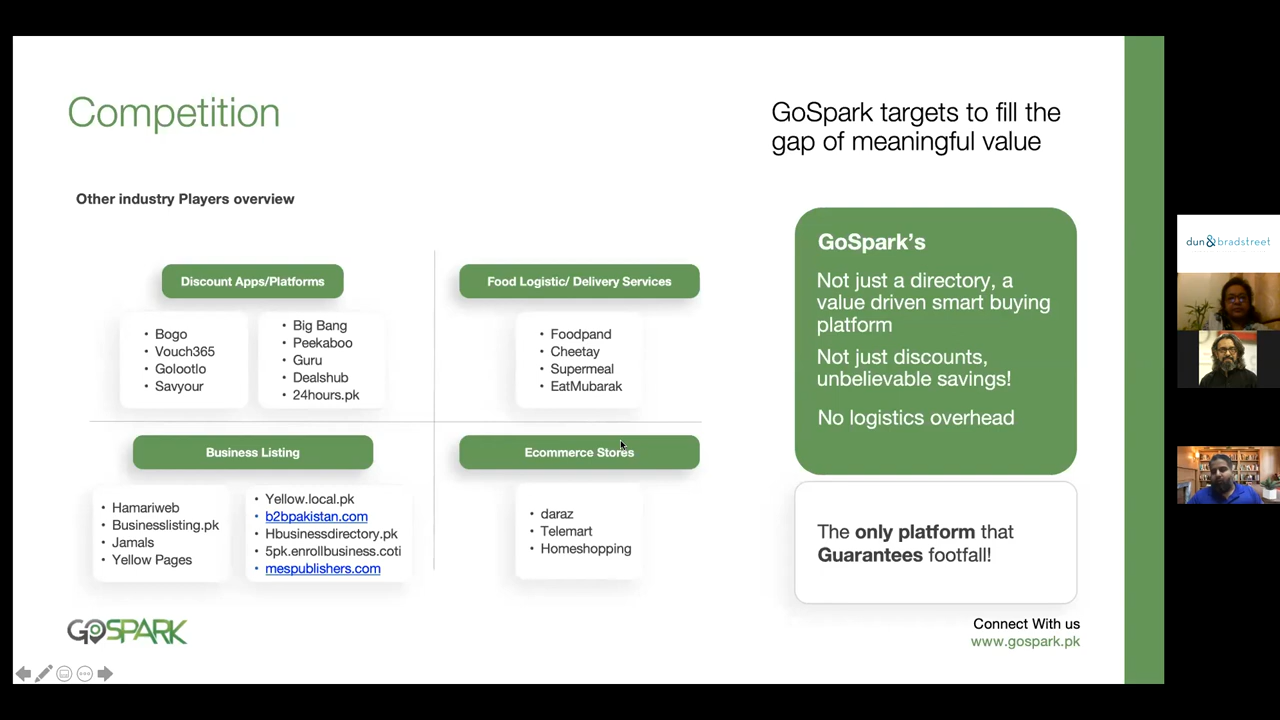 Competition
GoSpark targets to fill the
gap of meaningful value
Other industry Players overview
Discount Apps/Platforms
• Bogo
• Vouch365
• Golootlo
• Savyour
• Big Bang
• Peekaboo
• Guru
• Dealshub
• 24hours.pk
Food Logistic/ Delivery Services
• Foodpand
• Cheetay
• Supermeal
• EatMubarak
Business Listing
• Hamariweb
• Businesslisting.pk
• Jamals
• Yellow Pages
• Yellow.local.pk
• b2bpakistan.com
• Hbusinessdirectory.pk
• 5pk.enrollbusiness.coti
• mespublishers.com
Ecommerce Stores
• daraz
• Telemart
• Homeshopping
GoSpark’s
Not just a directory, a
value driven smart buying
platform
Not just discounts,
unbelievable savings!
No logistics overhead
The only platform that
Guarantees footfall!
GOSPARK
Connect With us
www.gospark.pk
dun&bradstreet